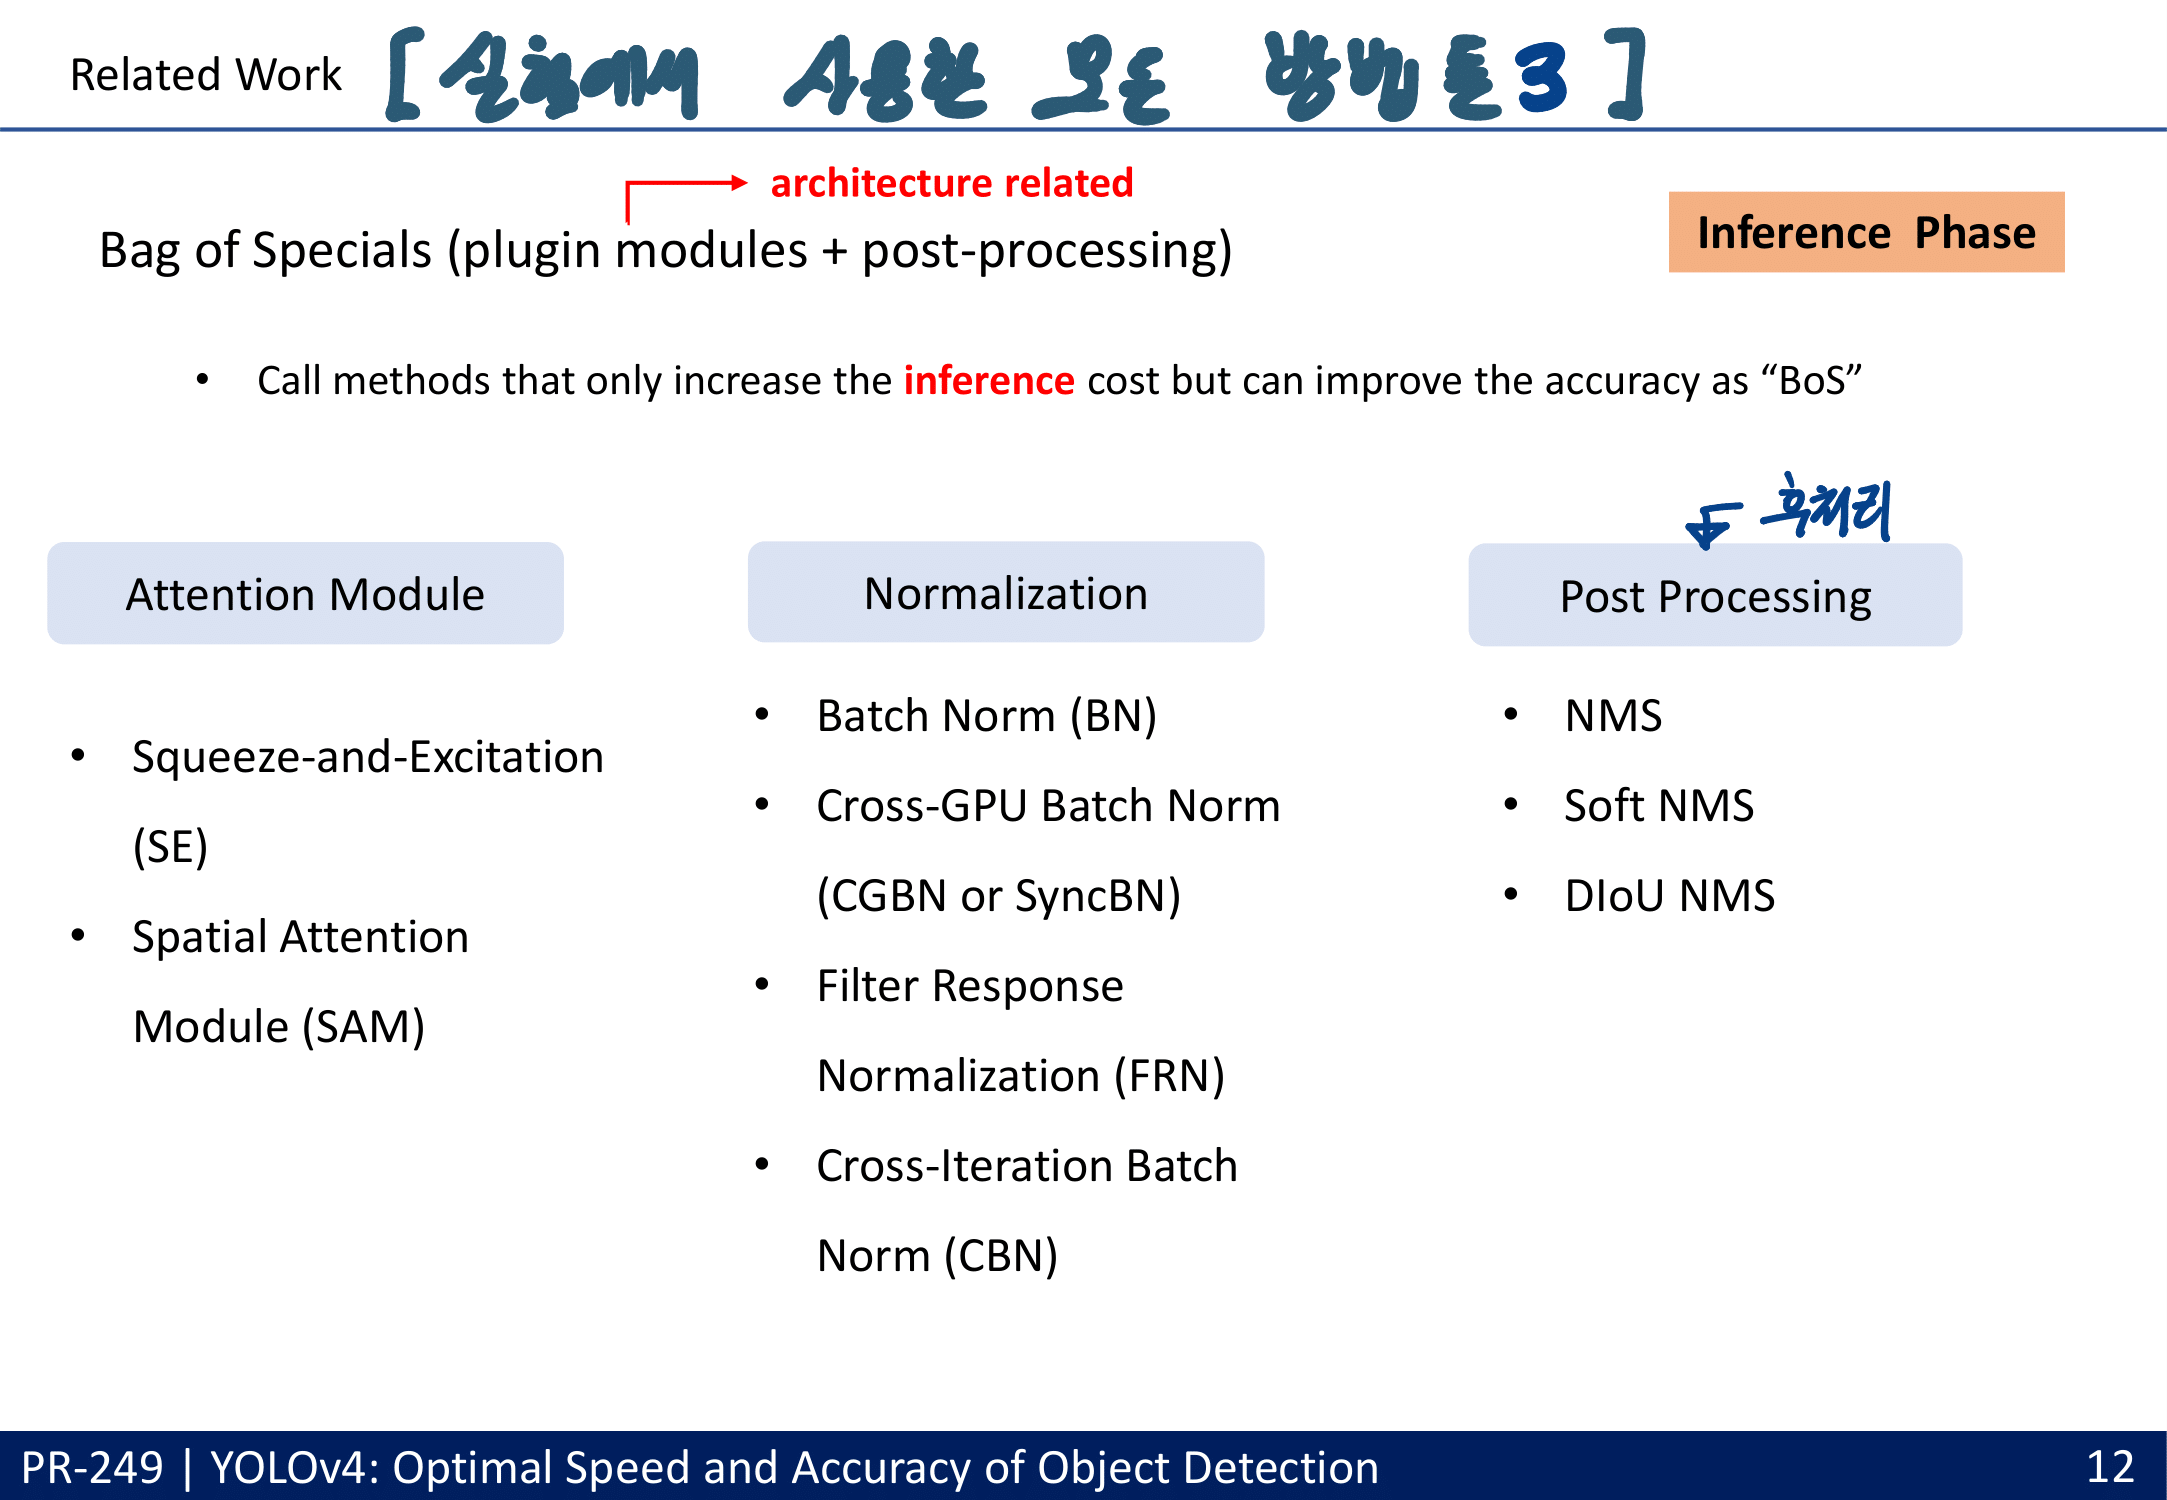 Related Work [실험에서 사용한 모든 방법들3]
architecture related
Bag of Specials (plugin modules + post-processing)
Inference Phase
• Call methods that only increase the inference cost but can improve the accuracy as “BoS”
후처리
Attention Module
• Squeeze-and-Excitation
(SE)
• Spatial Attention
Module (SAM)
Normalization
• Batch Norm (BN)
• Cross-GPU Batch Norm
(CGBN or SyncBN)
• Filter Response
Normalization (FRN)
• Cross-Iteration Batch
Norm (CBN)
Post Processing
• NMS
• Soft NMS
• DIoU NMS
PR-249 | YOLOv4: Optimal Speed and Accuracy of Object Detection 12